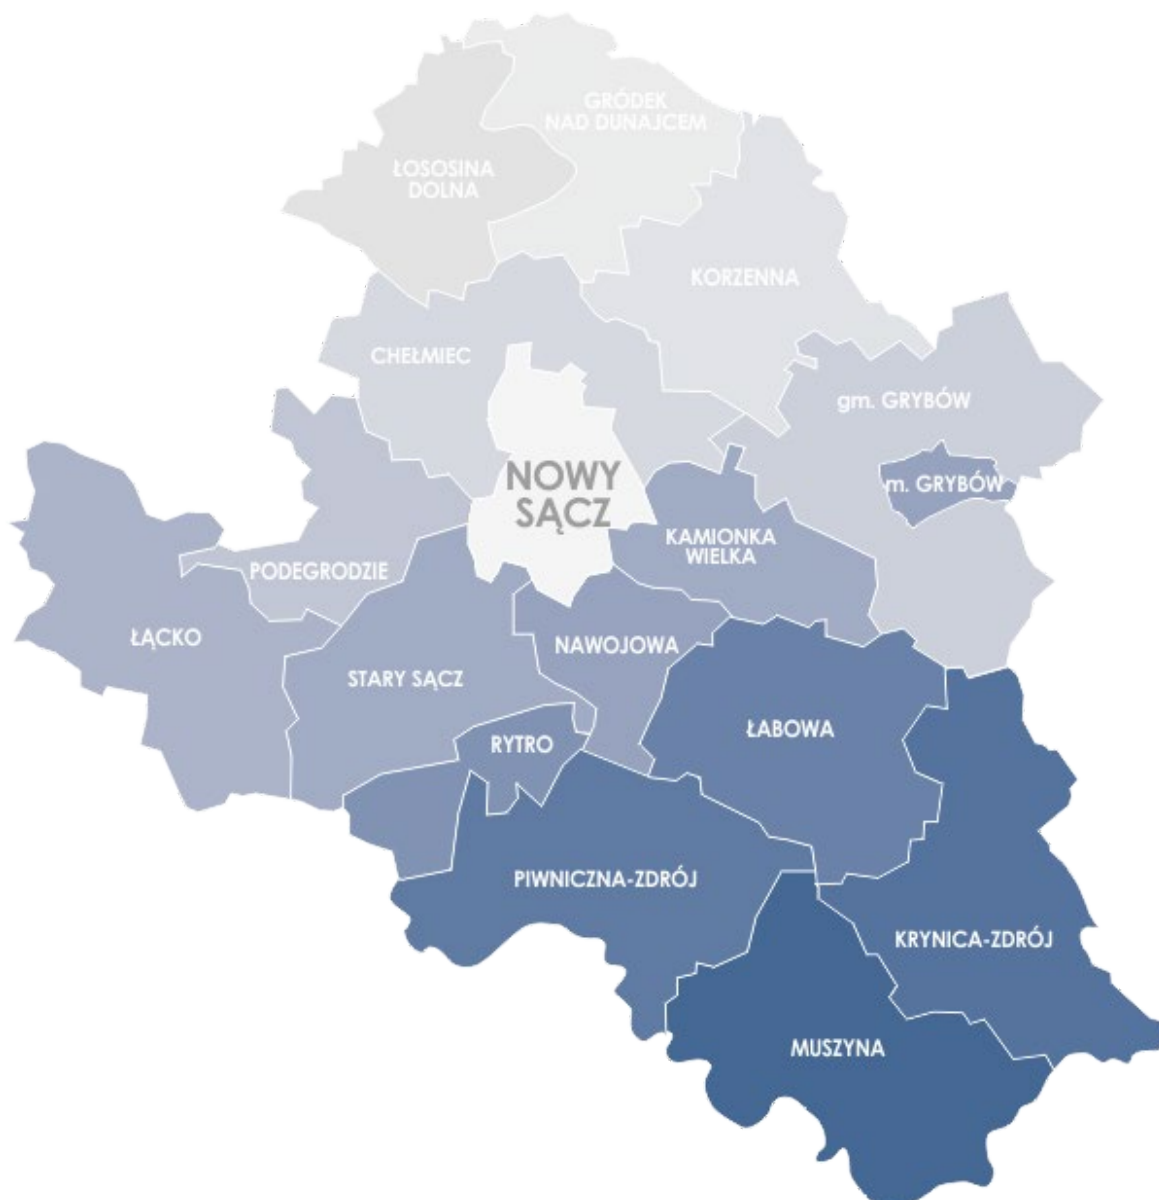 GRÓDEK
NAD DUNAJCEM
ŁOSOSINA
DOLNA
KORZENNA
CHEŁMIEC
gm. GRYBÓW
NOWY
SĄCZ
m. GRYBÓW
KAMIONKA
WIELKA
PODEGRODZIE
ŁĄCKO
NAWOJOWA
STARY SĄCZ
RYTRO
ŁABOWA
PIWNICZNA-ZDRÓJ
KRYNICA-ZDRÓJ
MUSZYNA